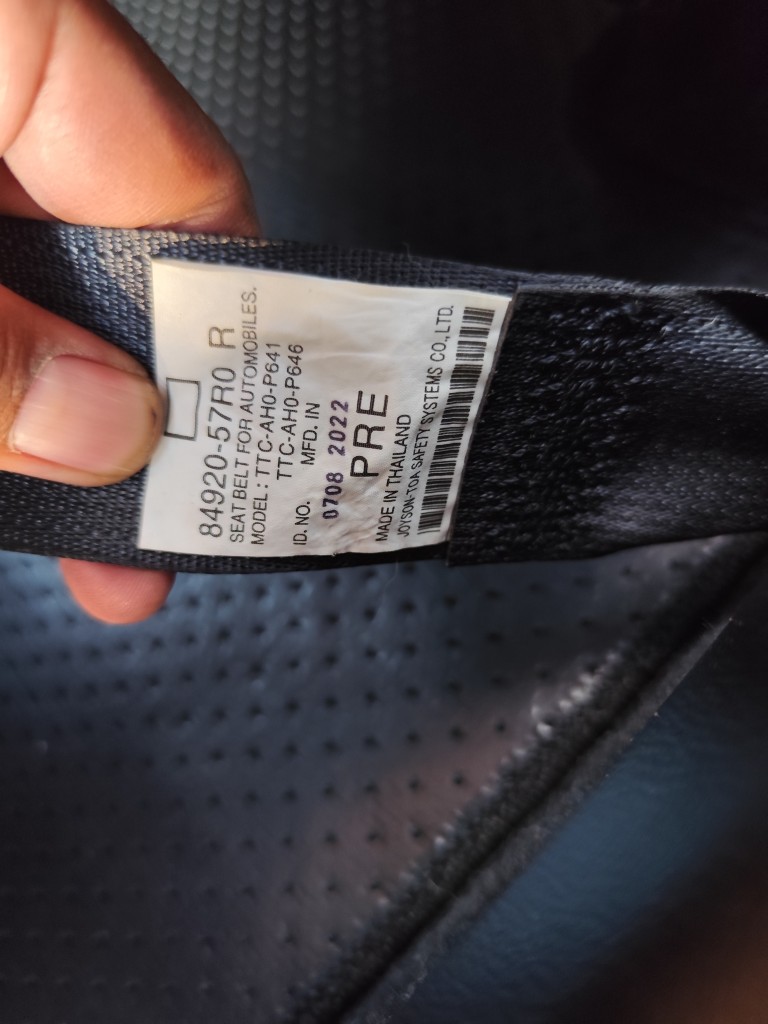 84920-57R0 R
SEAT BELT FOR AUTOMOBILES.
MODEL : TTC-AH0-P641
TTC-AH0-P646
ID. NO. MFD. IN
0708 2022
PRE
MADE IN THAILAND
JOYSON-TOA SAFETY SYSTEMS CO., LTD.